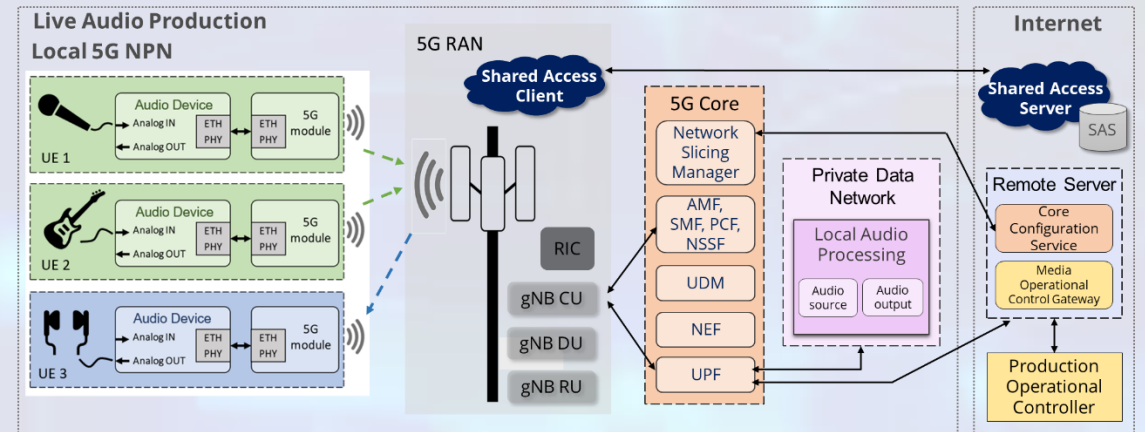 Live Audio Production
Local 5G NPN
Audio Device
Analog IN
Analog OUT
ETH
PHY
ETH
PHY
5G
module
UE 1
Audio Device
Analog IN
Analog OUT
ETH
PHY
ETH
PHY
5G
module
UE 2
Audio Device
Analog IN
Analog OUT
ETH
PHY
ETH
PHY
5G
module
UE 3
5G RAN
Shared Access
Client
RIC
gNB CU
gNB DU
gNB RU
5G Core
Network
Slicing
Manager
AMF,
SMF, PCF,
NSSF
UDM
NEF
UPF
Private Data
Network
Local Audio
Processing
Audio
source
Audio
output
Internet
Shared Access
Server
SAS
Remote Server
Core
Configuration
Service
Media
Operational
Control Gateway
Production
Operational
Controller